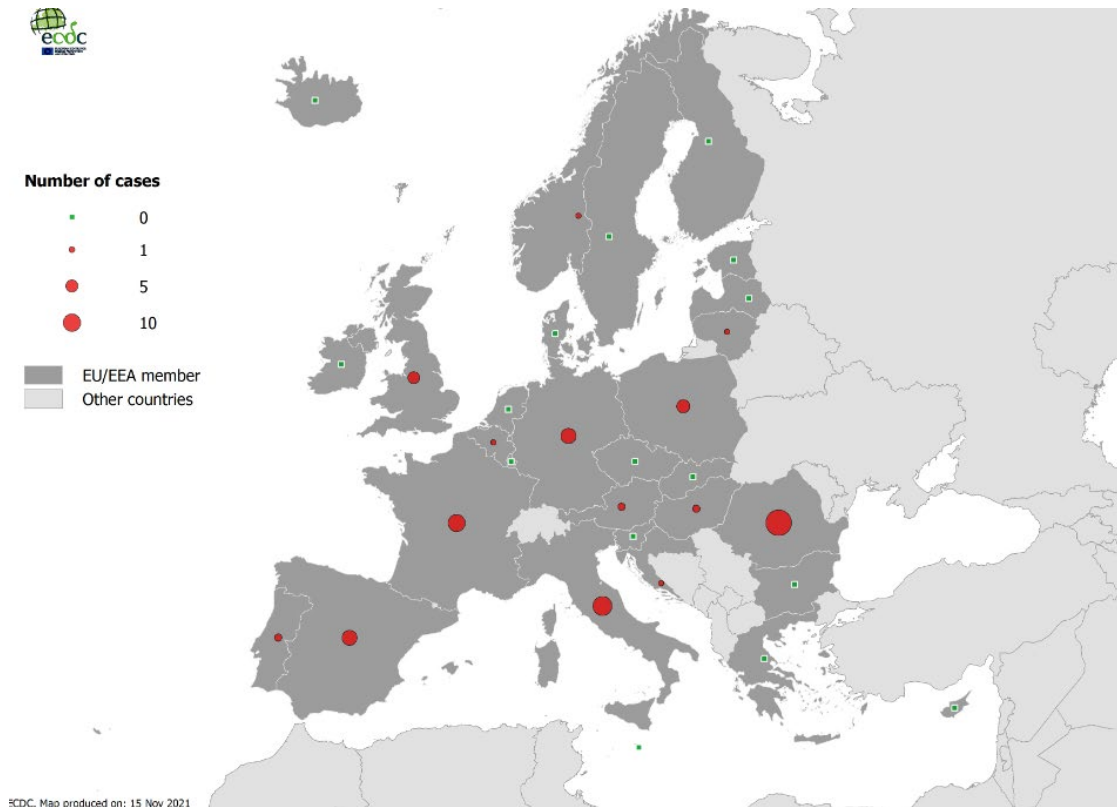 ecdc
Number of cases
0
1
5
10
EU/EEA member
Other countries
ECDC. Map produced on: 15 Nov 2021